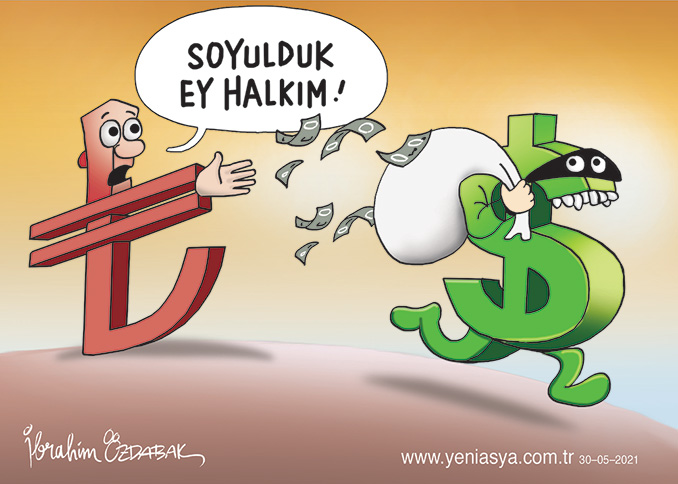 SOYULDUK
EY HALKIM!
İbrahim ÖZDABAK
www.yeniasya.com.tr 30-05-2021